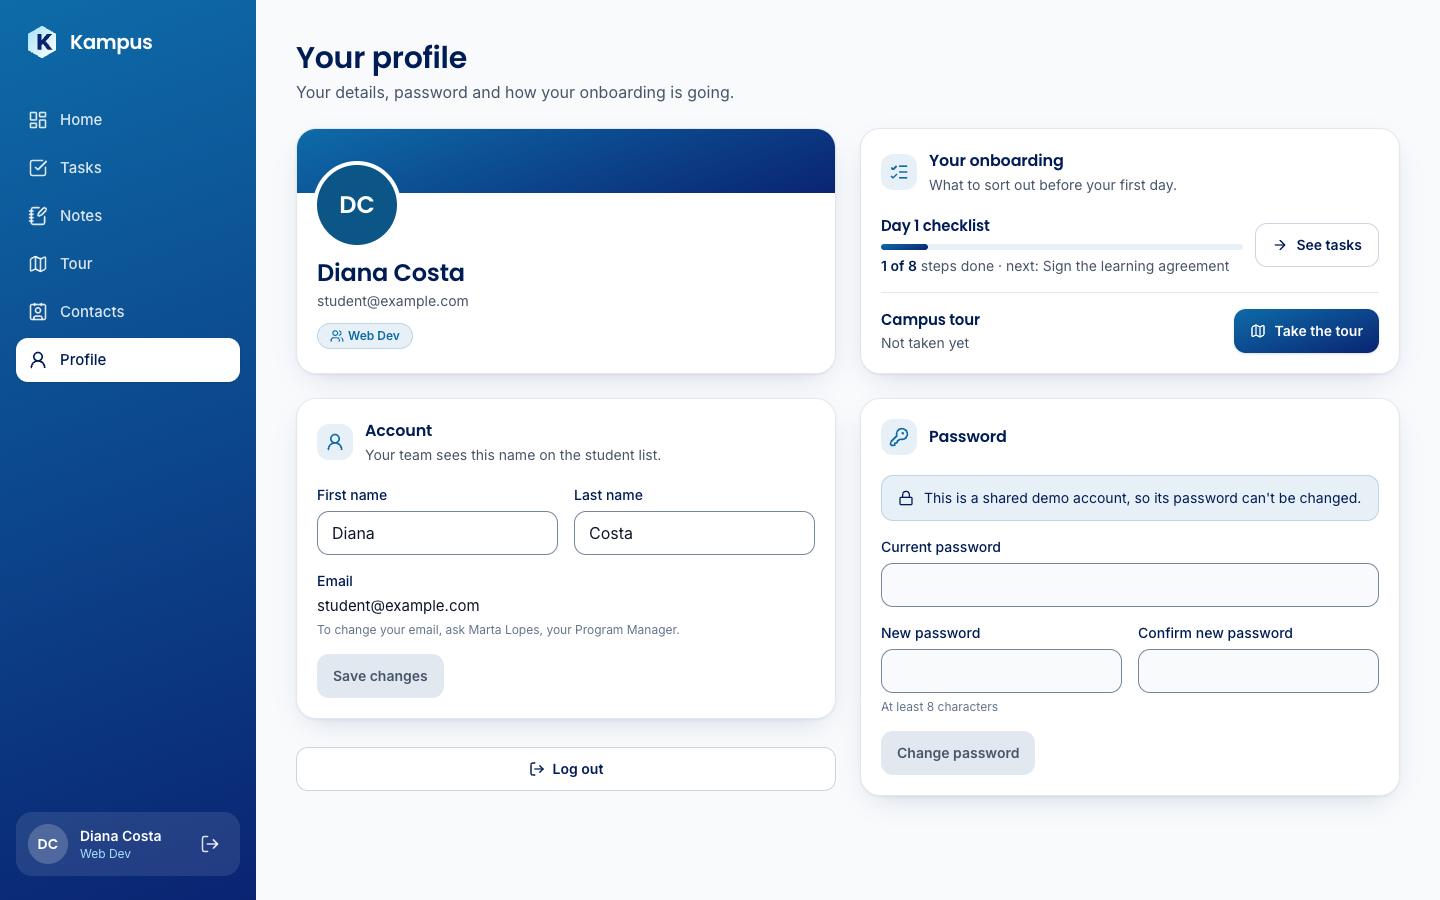 Kampus
Home
Tasks
Notes
Tour
Contacts
Profile
DC
Diana Costa
Web Dev
Your profile
Your details, password and how your onboarding is going.
DC
Diana Costa
student@example.com
Web Dev
Your onboarding
What to sort out before your first day.
Day 1 checklist
1 of 8 steps done · next: Sign the learning agreement
See tasks
Campus tour
Not taken yet
Take the tour
Account
Your team sees this name on the student list.
First name
Last name
Diana
Costa
Email
student@example.com
To change your email, ask Marta Lopes, your Program Manager.
Save changes
Log out
Password
This is a shared demo account, so its password can't be changed.
Current password
New password
Confirm new password
At least 8 characters
Change password